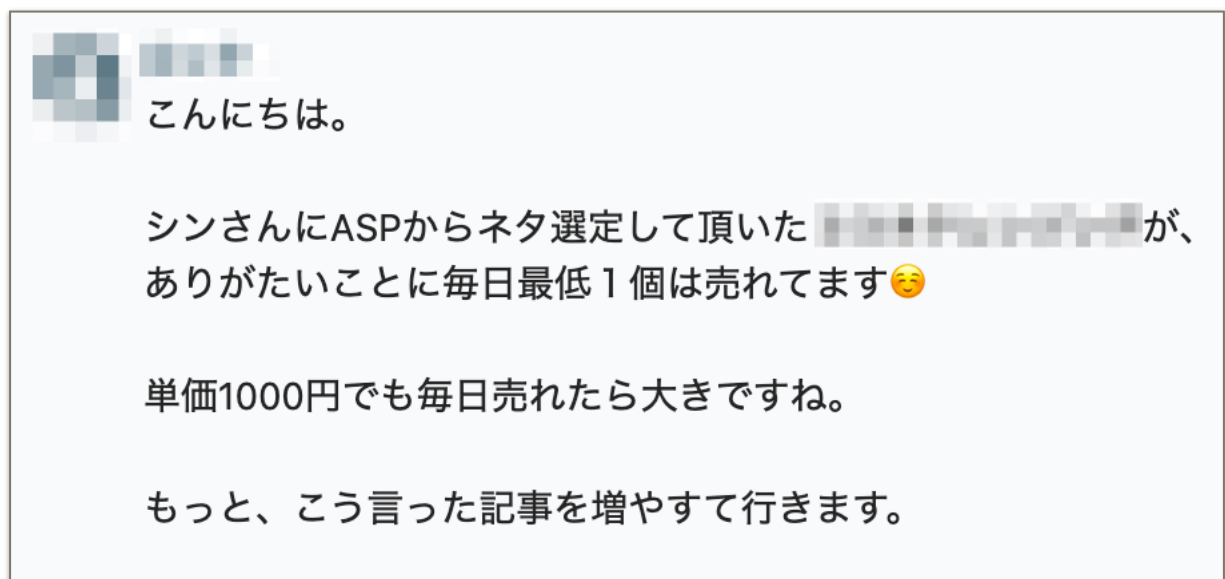 こんにちは。
シンさんにASPからネタ選定して頂いた が、
ありがたいことに毎日最低１個は売れてます☺️
単価1000円でも毎日売れたら大きですね。
もっと、こう言った記事を増やすて行きます。